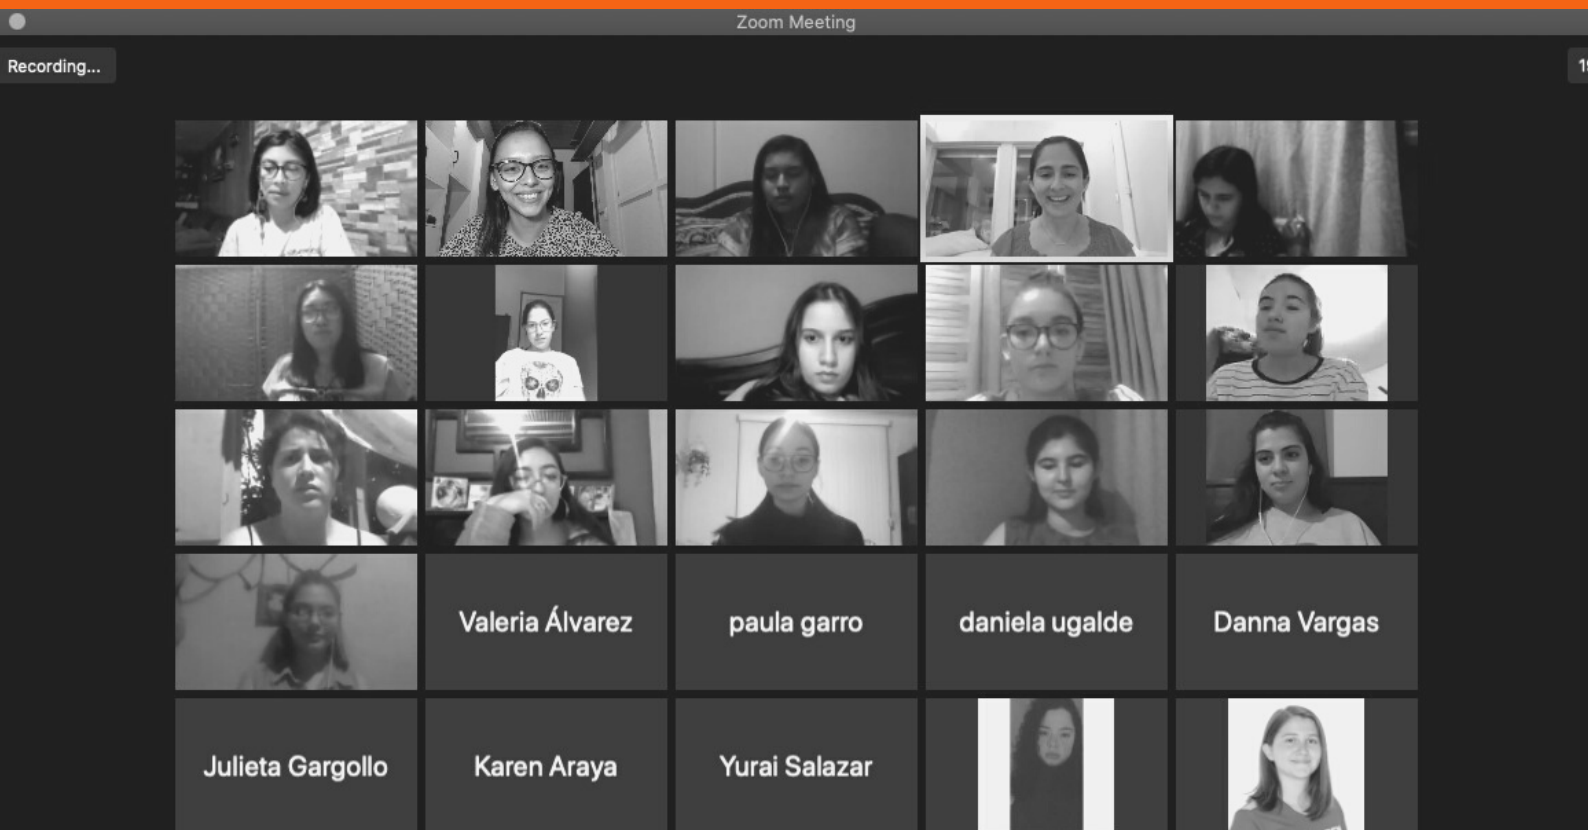 Zoom Meeting
Recording...
Valeria Álvarez
paula garro
daniela ugalde
Danna Vargas
Julieta Gargollo
Karen Araya
Yurai Salazar